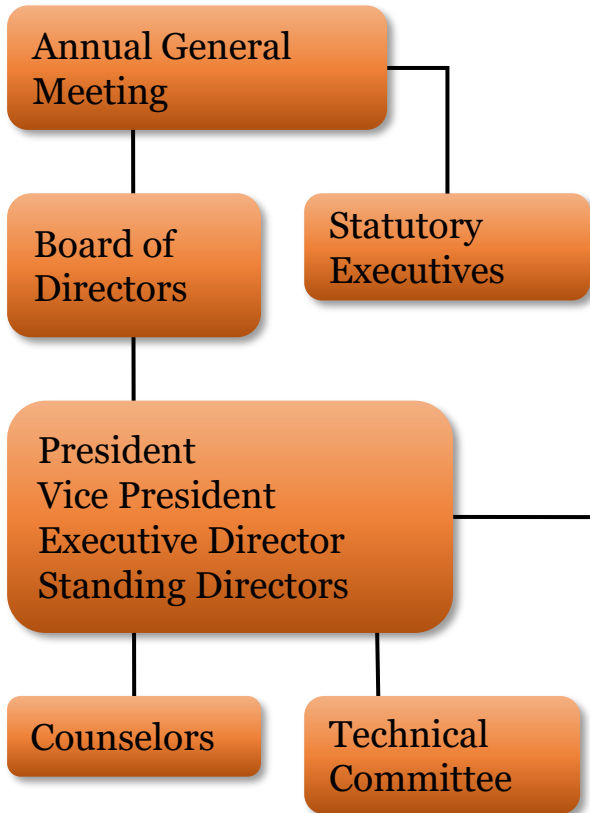 Annual General
Meeting
Board of
Directors
Statutory
Executives
President
Vice President
Executive Director
Standing Directors
Counselors
Technical
Committee